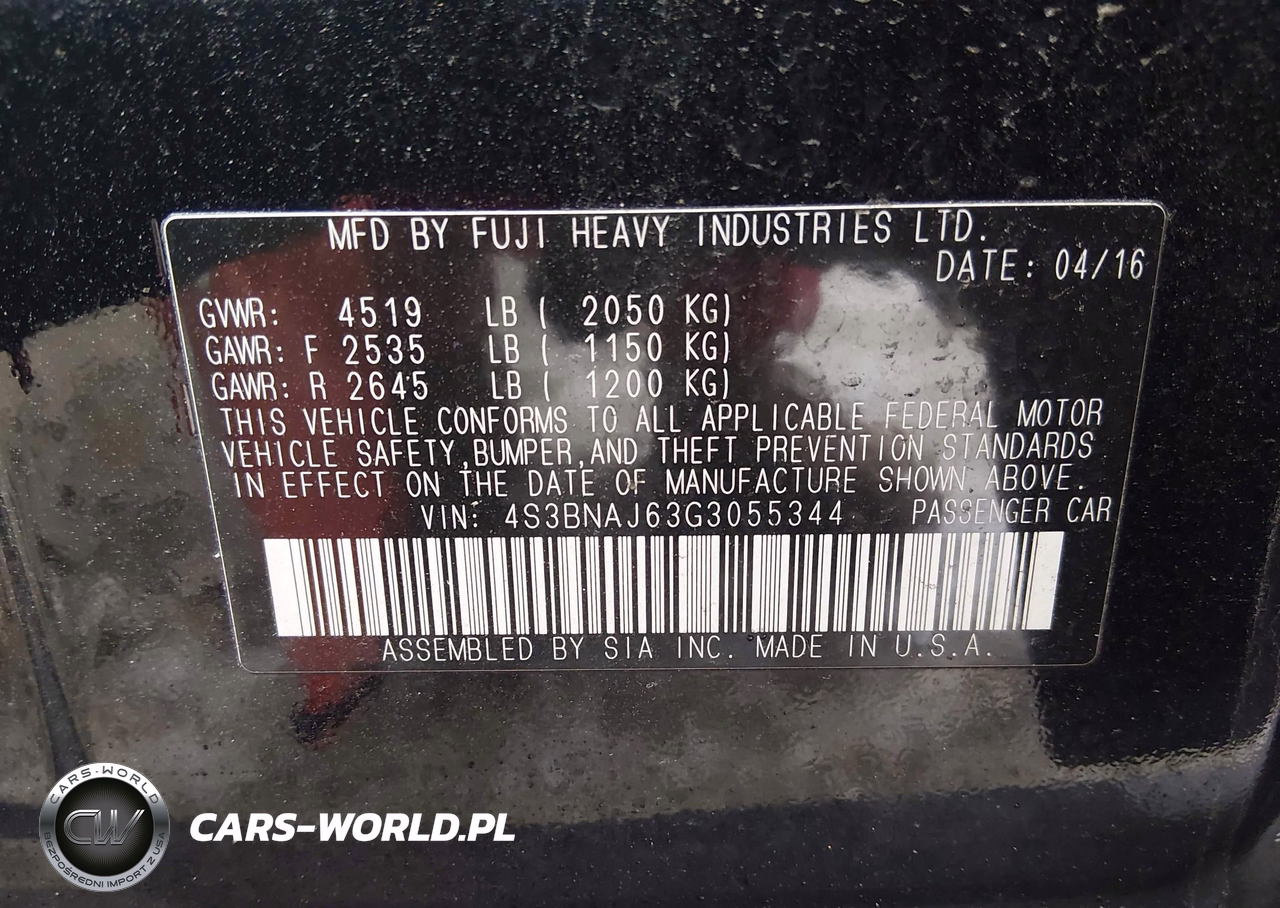 MFD BY FUJI HEAVY INDUSTRIES LTD.
DATE: 04/16
GVWR: 4519 LB ( 2050 KG)
GAWR: F 2535 LB ( 1150 KG)
GAWR: R 2645 LB ( 1200 KG)
THIS VEHICLE CONFORMS TO ALL APPLICABLE FEDERAL MOTOR
VEHICLE SAFETY,BUMPER,AND THEFT PREVENTION STANDARDS
IN EFFECT ON THE DATE OF MANUFACTURE SHOWN ABOVE.
VIN: 4S3BNAJ63G3055344 PASSENGER CAR
ASSEMBLED BY SIA INC. MADE IN U.S.A.
CARS-WORLD
CW
BEZPOŚREDNI IMPORT Z USA
CARS-WORLD.PL